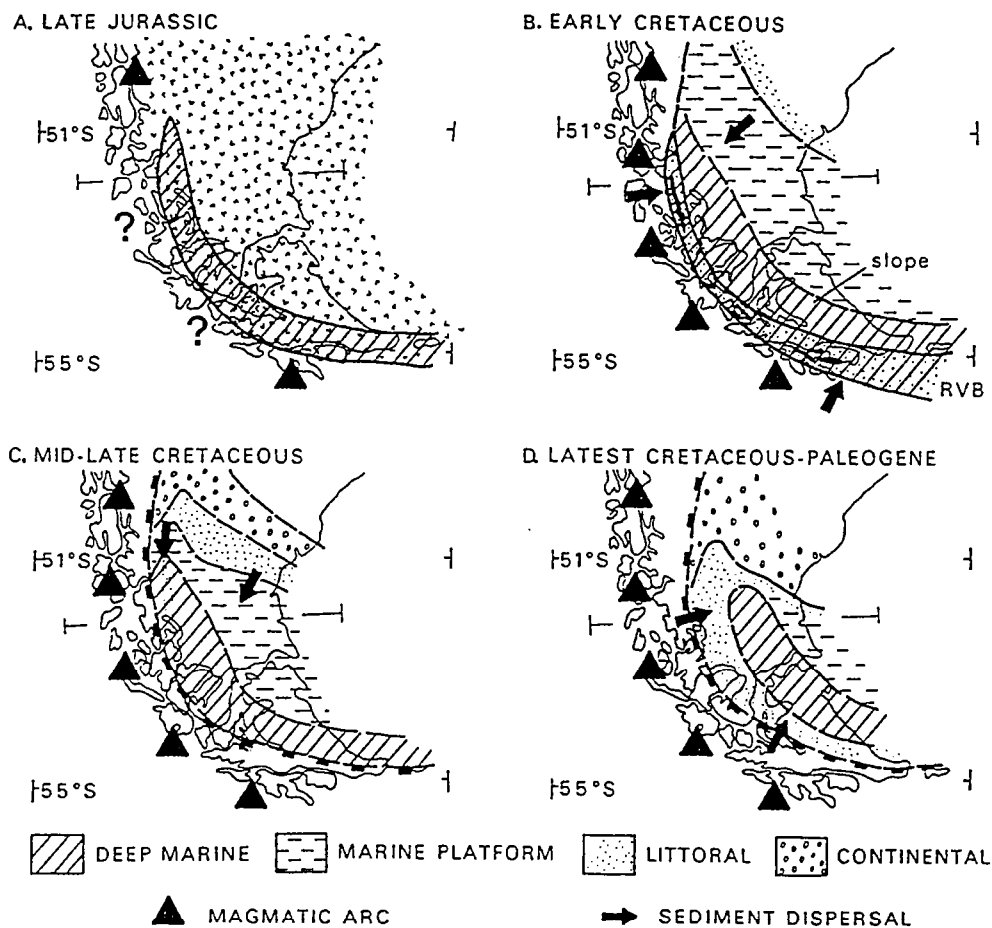 A. LATE JURASSIC
51°S
?
?
55°S
B. EARLY CRETACEOUS
51°S
slope
55°S
RVB
C. MID-LATE CRETACEOUS
51°S
55°S
D. LATEST CRETACEOUS-PALEOGENE
51°S
55°S
DEEP MARINE
MARINE PLATFORM
LITTORAL
CONTINENTAL
MAGMATIC ARC
SEDIMENT DISPERSAL